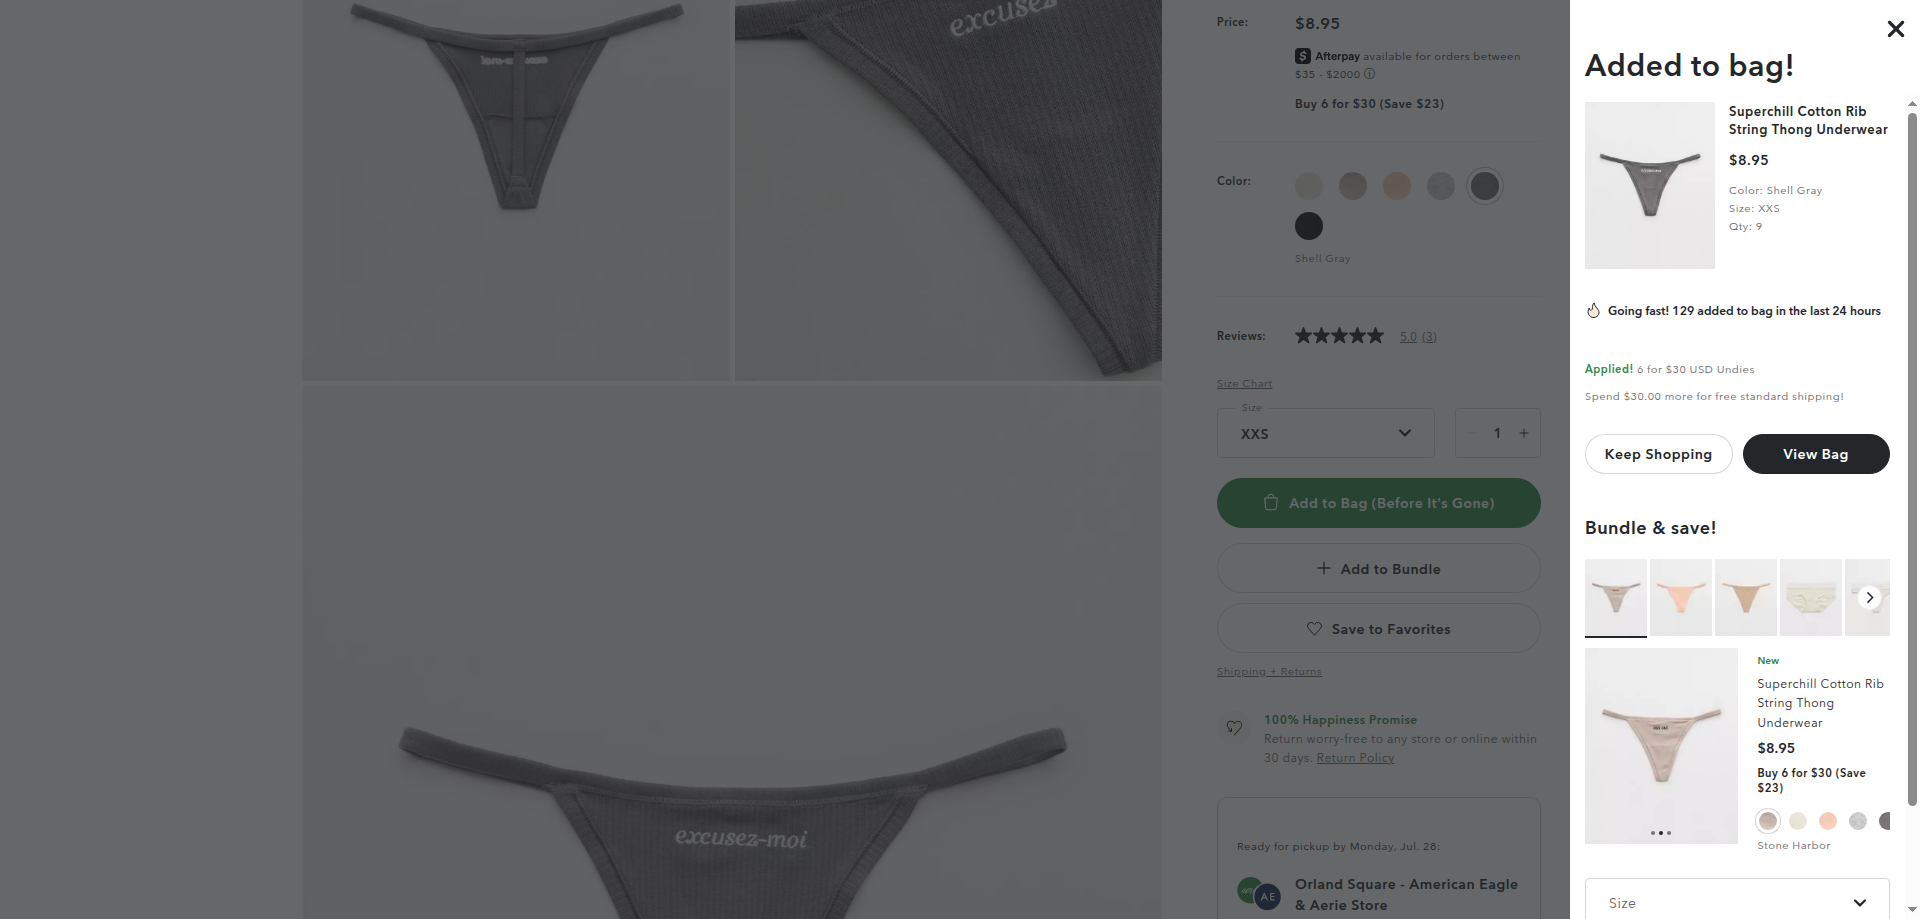 excusez
Price:
$8.95
Afterpay available for orders between
$35 - $2000 ⓘ
Buy 6 for $30 (Save $23)
Color:
Shell Gray
Reviews:
5.0 (3)
Size Chart
Size
XXS
1
Add to Bag (Before It's Gone)
Add to Bundle
Save to Favorites
Shipping + Returns
100% Happiness Promise
Return worry-free to any store or online within
30 days. Return Policy
Ready for pickup by Monday, Jul. 28:
AE
Orland Square - American Eagle
& Aerie Store
excusez-moi
Added to bag!
Superchill Cotton Rib
String Thong Underwear
$8.95
Color: Shell Gray
Size: XXS
Qty: 9
Going fast! 129 added to bag in the last 24 hours
Applied! 6 for $30 USD Undies
Spend $30.00 more for free standard shipping!
Keep Shopping
View Bag
Bundle & save!
New
Superchill Cotton Rib
String Thong
Underwear
$8.95
Buy 6 for $30 (Save
$23)
Stone Harbor
Size